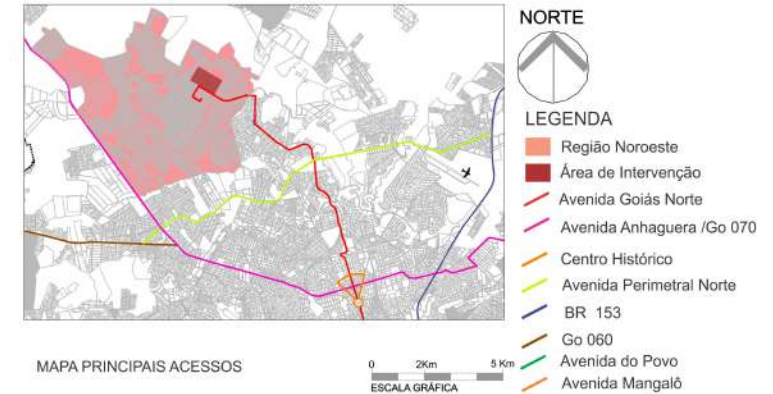 NORTE
LEGENDA
Região Noroeste
Área de Intervenção
Avenida Goiás Norte
Avenida Anhaguera /Go 070
Centro Histórico
Avenida Perimetral Norte
BR 153
Go 060
Avenida do Povo
Avenida Mangalô
MAPA PRINCIPAIS ACESSOS
0 2Km 5 Km
ESCALA GRÁFICA